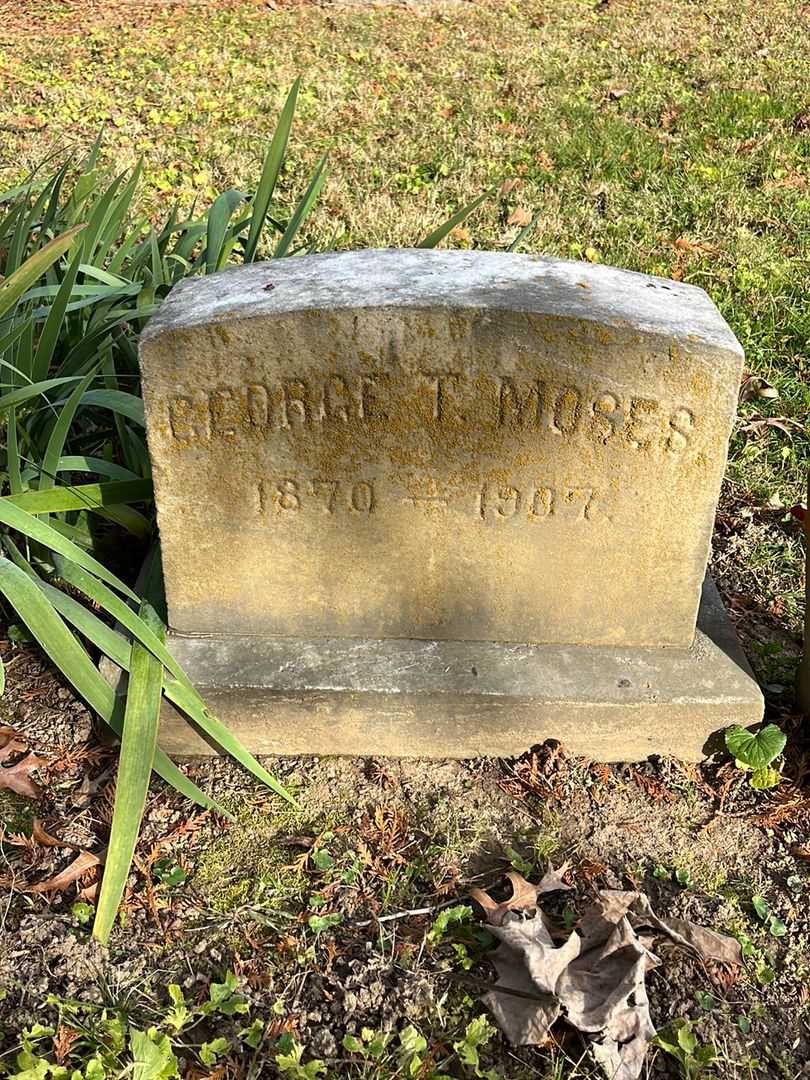 GEORGE T. MOSES.
1870 — 1907.